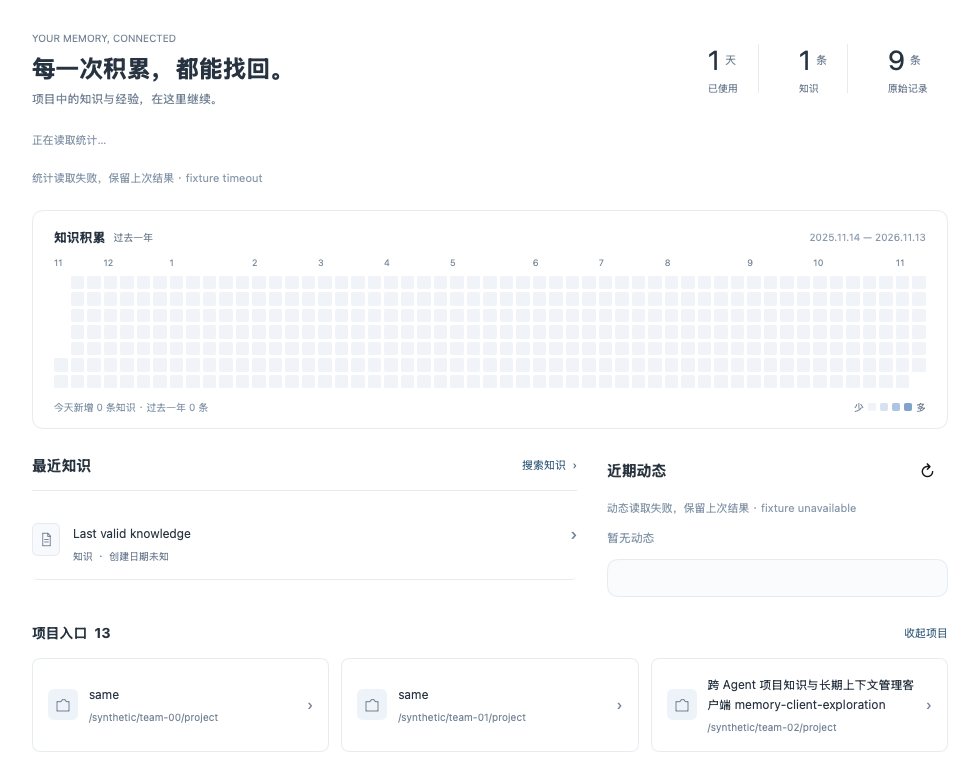 YOUR MEMORY, CONNECTED
每一次积累，都能找回。
项目中的知识与经验，在这里继续。
1 天
已使用
1 条
知识
9 条
原始记录
正在读取统计...
统计读取失败，保留上次结果 · fixture timeout
知识积累 过去一年
2025.11.14 — 2026.11.13
11 12 1 2 3 4 5 6 7 8 9 10 11
今天新增 0 条知识 · 过去一年 0 条
少 多
最近知识
搜索知识 ›
Last valid knowledge
知识 · 创建日期未知
近期动态
动态读取失败，保留上次结果 · fixture unavailable
暂无动态
项目入口 13
收起项目
same
/synthetic/team-00/project
same
/synthetic/team-01/project
跨 Agent 项目知识与长期上下文管理客
户端 memory-client-exploration
/synthetic/team-02/project